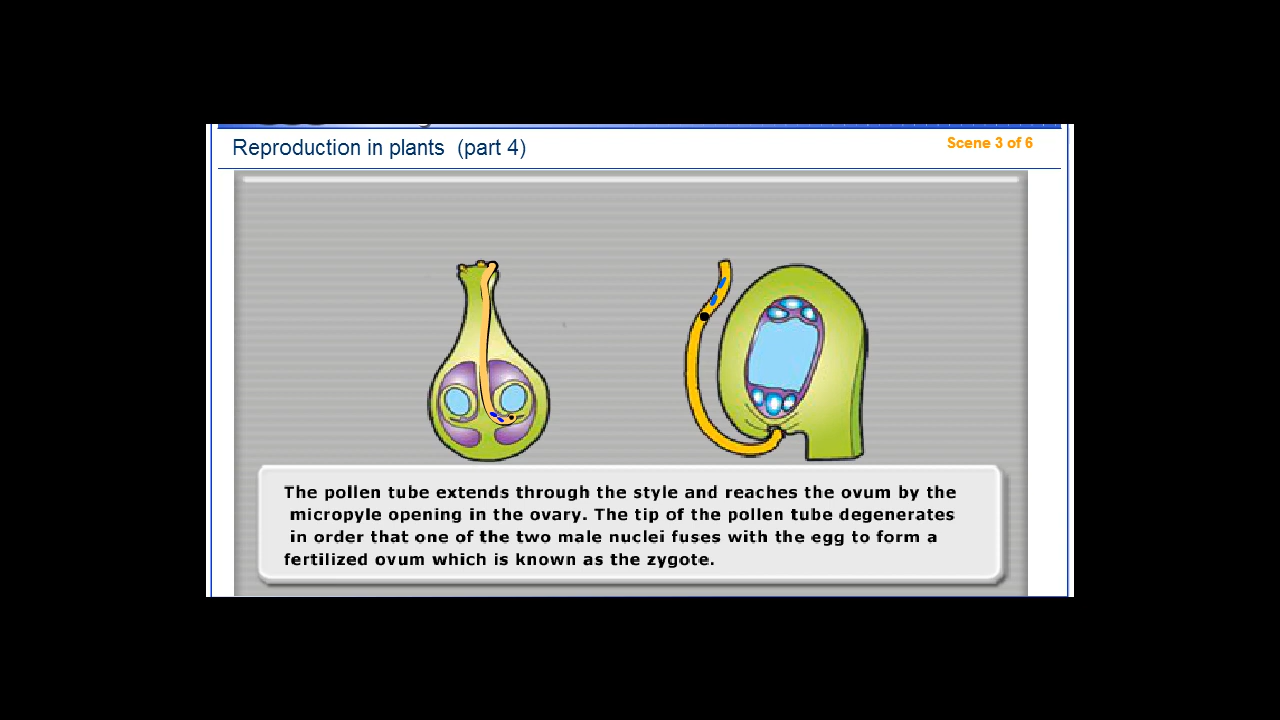 Reproduction in plants (part 4)
Scene 3 of 6
The pollen tube extends through the style and reaches the ovum by the
micropyle opening in the ovary. The tip of the pollen tube degenerates
in order that one of the two male nuclei fuses with the egg to form a
fertilized ovum which is known as the zygote.